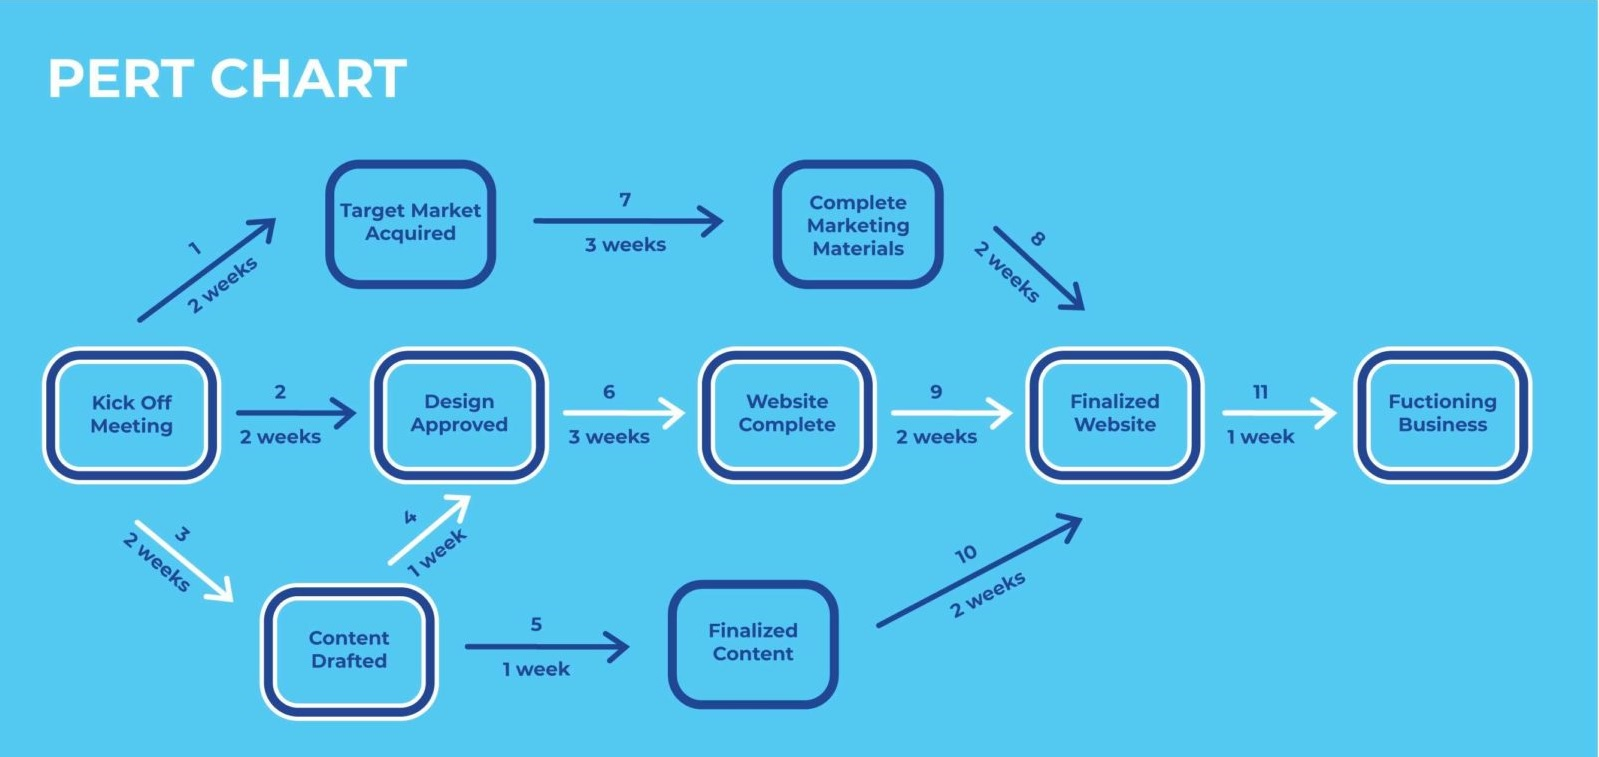 PERT CHART
Target Market
Acquired
7
3 weeks
Complete
Marketing
Materials
1
2 weeks
8
2 weeks
Kick Off
Meeting
2
2 weeks
Design
Approved
6
3 weeks
Website
Complete
9
2 weeks
Finalized
Website
11
1 week
Fuctioning
Business
3
2 weeks
4
1 week
10
2 weeks
Content
Drafted
5
1 week
Finalized
Content